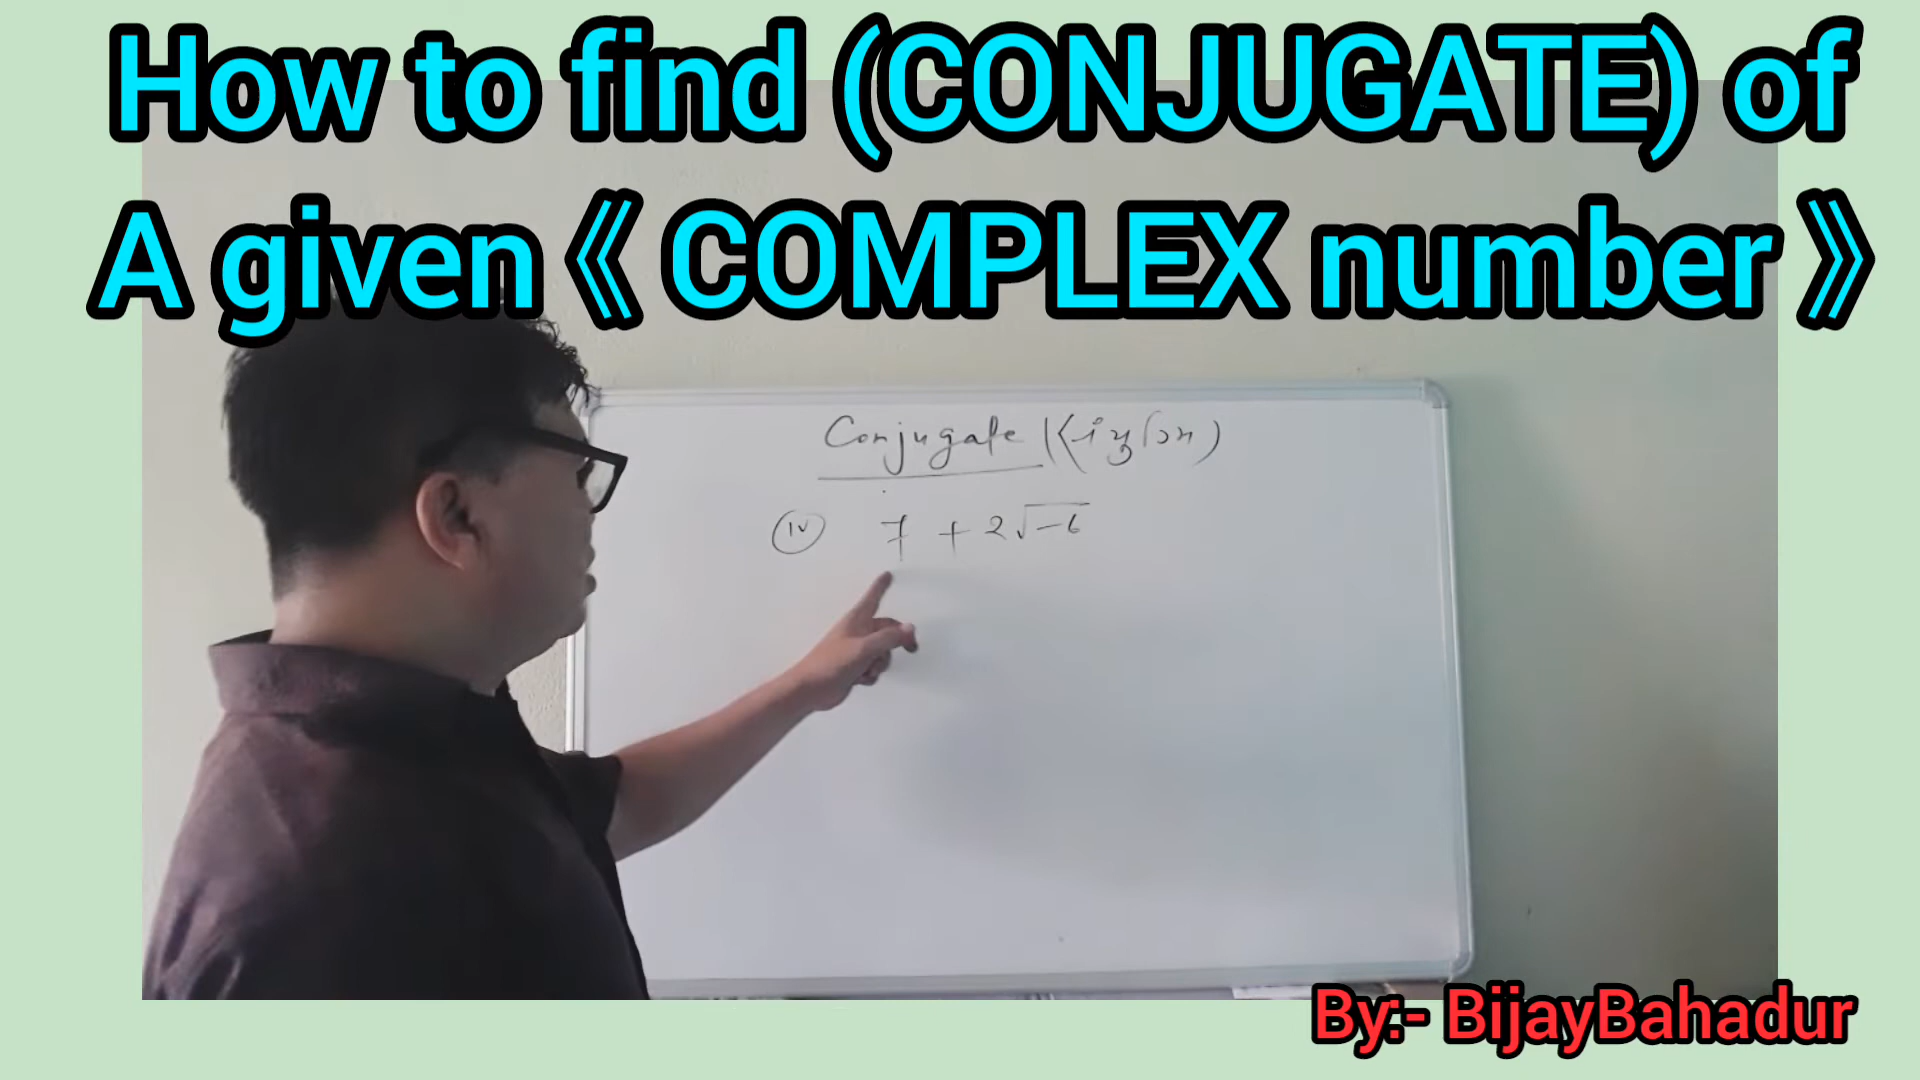 How to find (CONJUGATE) of
A given《 COMPLEX number 》
Conjugate
iv 7 + 2√-6
By:- BijayBahadur